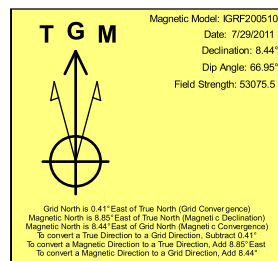 Magnetic Model: IGRF200510
Date: 7/29/2011
T G M
Declination: 8.44°
Dip Angle: 66.95°
Field Strength: 53075.5
Grid North is 0.41° East of True North (Grid Convergence)
Magnetic North is 8.85° East of True North (Magnetic Declination)
Magnetic North is 8.44° East of Grid North (Magnetic Convergence)
To convert a True Direction to a Grid Direction, Subtract 0.41°
To convert a Magnetic Direction to a True Direction, Add 8.85° East
To convert a Magnetic Direction to a Grid Direction, Add 8.44°